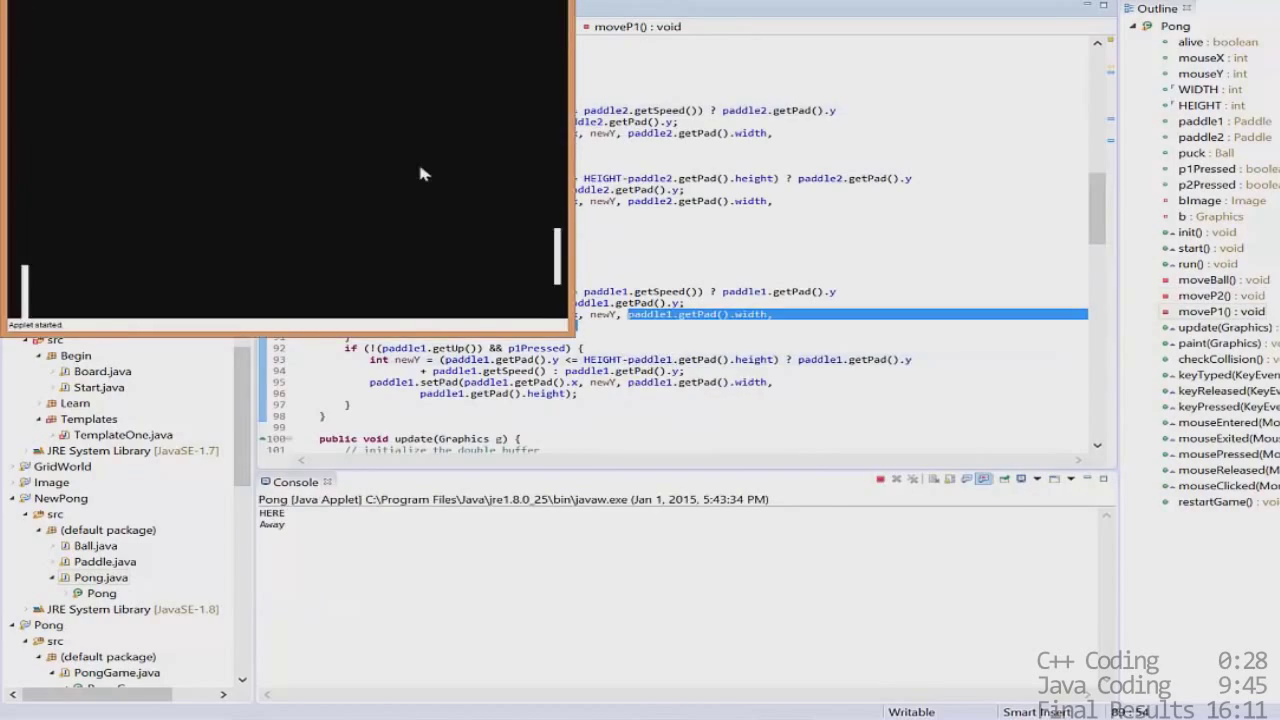 Applet started.
moveP1() : void
paddle2.getSpeed()) ? paddle2.getPad().y
dle2.getPad().y;
, newY, paddle2.getPad().width,
HEIGHT-paddle2.getPad().height) ? paddle2.getPad().y
dle2.getPad().y;
, newY, paddle2.getPad().width,
paddle1.getSpeed()) ? paddle1.getPad().y
dle1.getPad().y;
, newY, paddle1.getPad().width,
91 }
92 if (!(paddle1.getUp()) && p1Pressed) {
93 int newY = (paddle1.getPad().y <= HEIGHT-paddle1.getPad().height) ? paddle1.getPad().y
94 + paddle1.getSpeed() : paddle1.getPad().y;
95 paddle1.setPad(paddle1.getPad().x, newY, paddle1.getPad().width,
96 paddle1.getPad().height);
97 }
98 }
99
100 public void update(Graphics g) {
101 // initialize the double buffer
Outline
Pong
alive : boolean
mouseX : int
mouseY : int
WIDTH : int
HEIGHT : int
paddle1 : Paddle
paddle2 : Paddle
puck : Ball
p1Pressed : boolean
p2Pressed : boolean
bImage : Image
b : Graphics
init() : void
start() : void
run() : void
moveBall() : void
moveP2() : void
moveP1() : void
update(Graphics) :
paint(Graphics) : v
checkCollision() :
keyTyped(KeyEven
keyReleased(KeyE
keyPressed(KeyEv
mouseEntered(Mo
mouseExited(Mo
mousePressed(Mo
mouseReleased(M
mouseClicked(Mo
restartGame() : voi
src
Begin
Board.java
Start.java
Learn
Templates
TemplateOne.java
JRE System Library [JavaSE-1.7]
GridWorld
Image
NewPong
src
(default package)
Ball.java
Paddle.java
Pong.java
Pong
JRE System Library [JavaSE-1.8]
Pong
src
(default package)
PongGame.java
Console
Pong [Java Applet] C:\Program Files\Java\jre1.8.0_25\bin\javaw.exe (Jan 1, 2015, 5:43:34 PM)
HERE
Away
Writable
Smart Insert
C++ Coding 0:28
Java Coding 9:45
Final Results 16:11